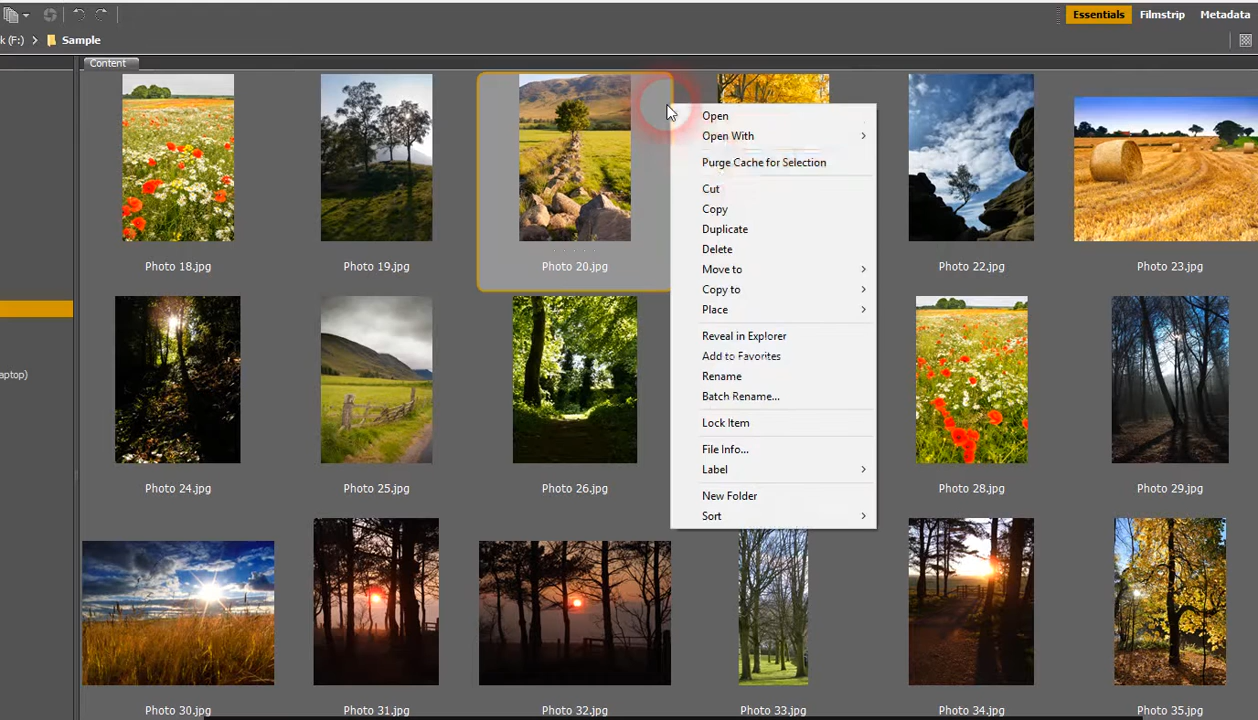 Essentials Filmstrip Metadata
k (F:) > Sample
Content
Photo 18.jpg Photo 19.jpg Photo 20.jpg Photo 22.jpg Photo 23.jpg
Open
Open With
Purge Cache for Selection
Cut
Copy
Duplicate
Delete
Move to
Copy to
Place
Reveal in Explorer
Add to Favorites
Rename
Batch Rename...
Lock Item
File Info...
Label
New Folder
Sort
aptop)
Photo 24.jpg Photo 25.jpg Photo 26.jpg Photo 28.jpg Photo 29.jpg
Photo 30.jpg Photo 31.jpg Photo 32.jpg Photo 33.jpg Photo 34.jpg Photo 35.jpg